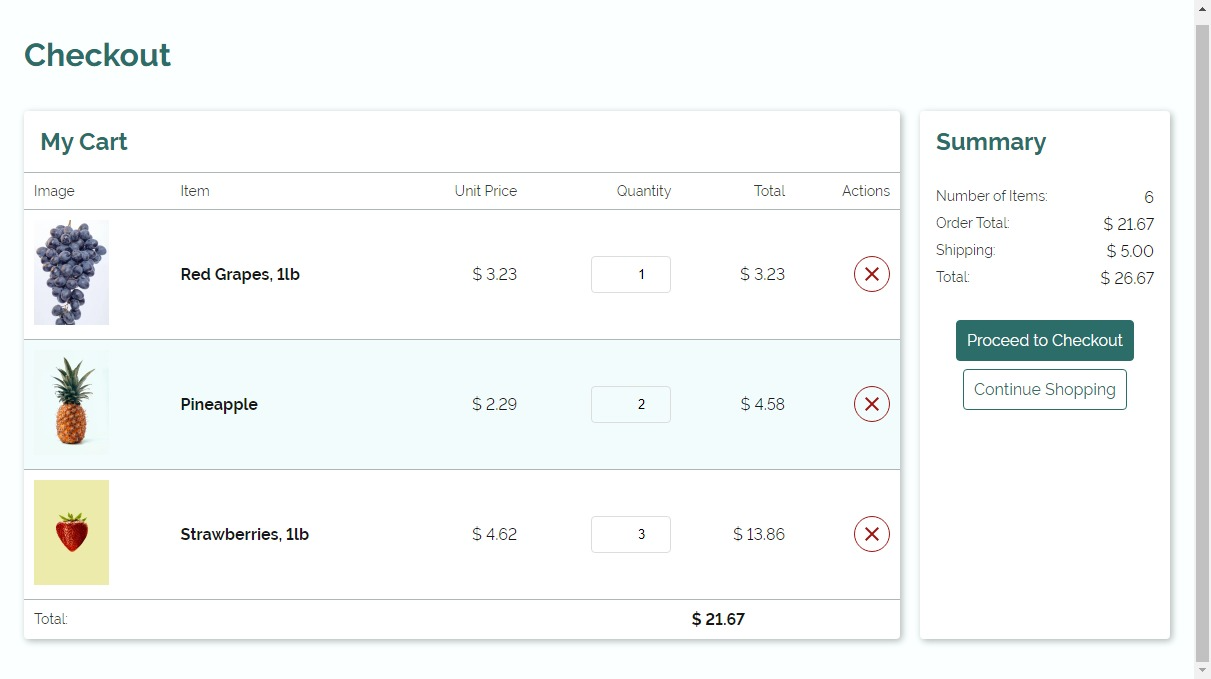 Checkout
My Cart
Image Item Unit Price Quantity Total Actions
Red Grapes, 1lb $ 3.23 1 $ 3.23
Pineapple $ 2.29 2 $ 4.58
Strawberries, 1lb $ 4.62 3 $ 13.86
Total: $ 21.67
Summary
Number of Items: 6
Order Total: $ 21.67
Shipping: $ 5.00
Total: $ 26.67
Proceed to Checkout
Continue Shopping